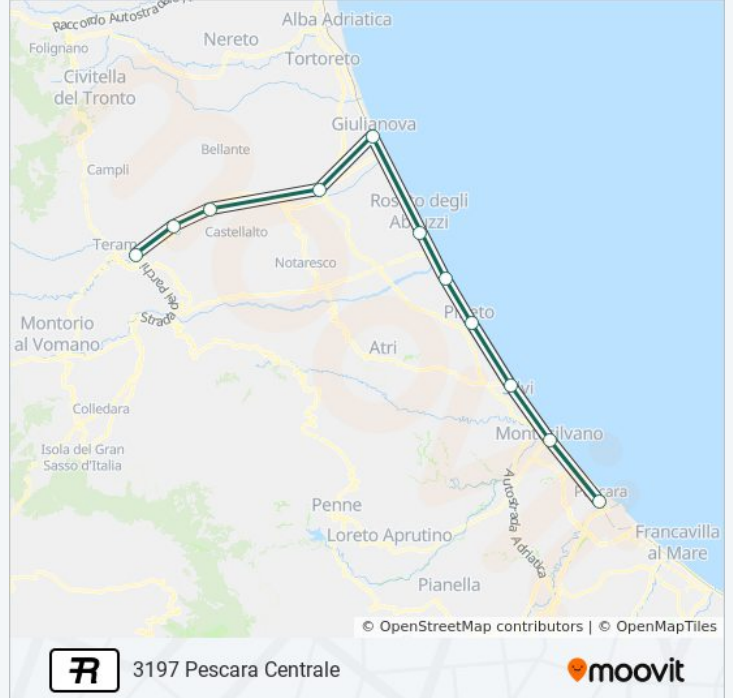 Raccordo Autostradale
Alba Adriatica
Nereto
Folignano
Tortoreto
Civitella
del Tronto
Giulianova
Bellante
Campli
Roseto degli
Abruzzi
Castellalto
Teramo
Notaresco
Strada
dei Parchi
Pineto
Montorio
al Vomano
Atri
Silvi
Colledara
Montesilvano
Isola del Gran
Sasso d'Italia
Autostrada Adriatica
Pescara
Penne
Francavilla
al Mare
Loreto Aprutino
Pianella
© OpenStreetMap contributors | © OpenMapTiles
R
3197 Pescara Centrale
moovit